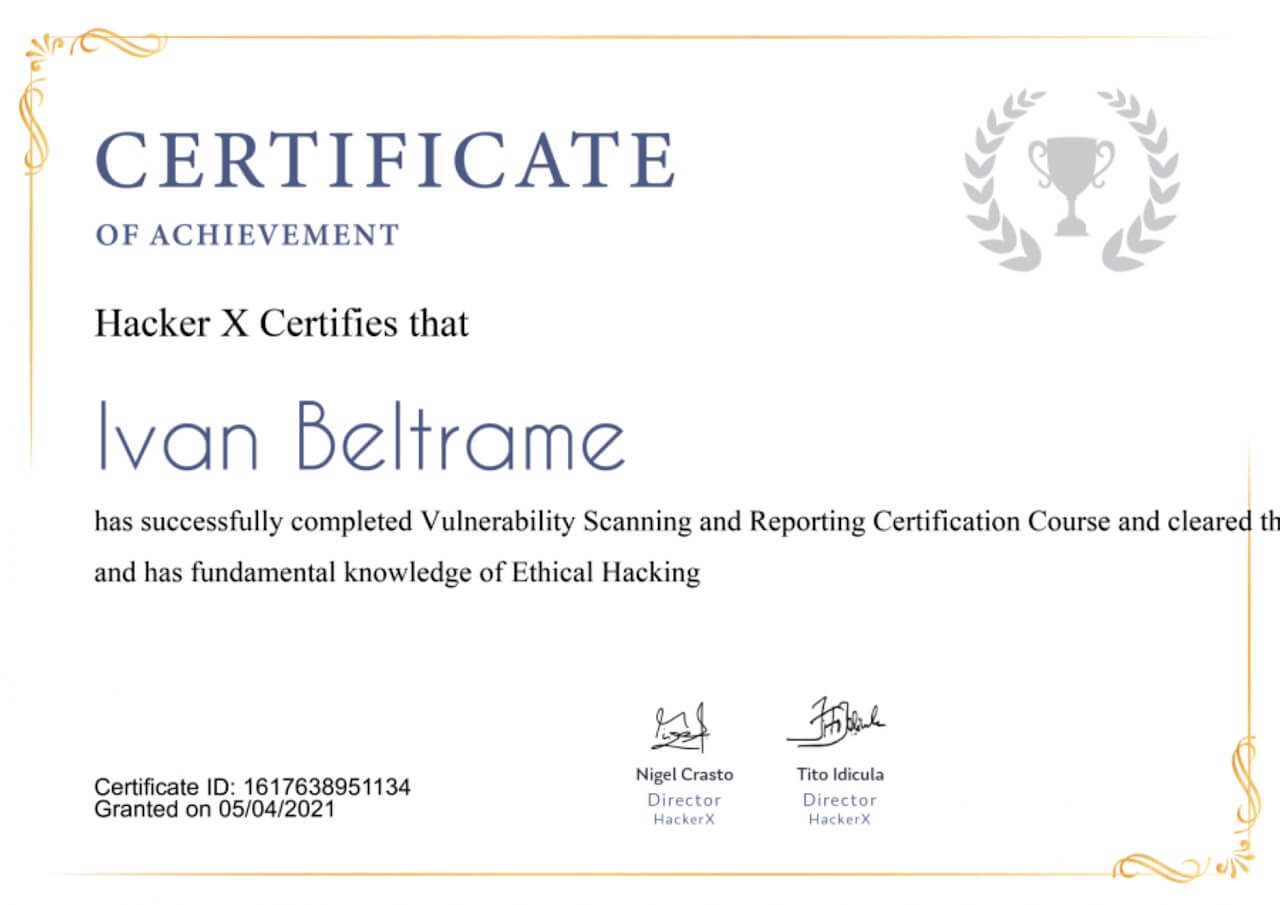 CERTIFICATE
OF ACHIEVEMENT
Hacker X Certifies that
Ivan Beltrame
has successfully completed Vulnerability Scanning and Reporting Certification Course and cleared th
and has fundamental knowledge of Ethical Hacking
Certificate ID: 1617638951134
Granted on 05/04/2021
Nigel Crasto
Director
HackerX
Tito Idicula
Director
HackerX